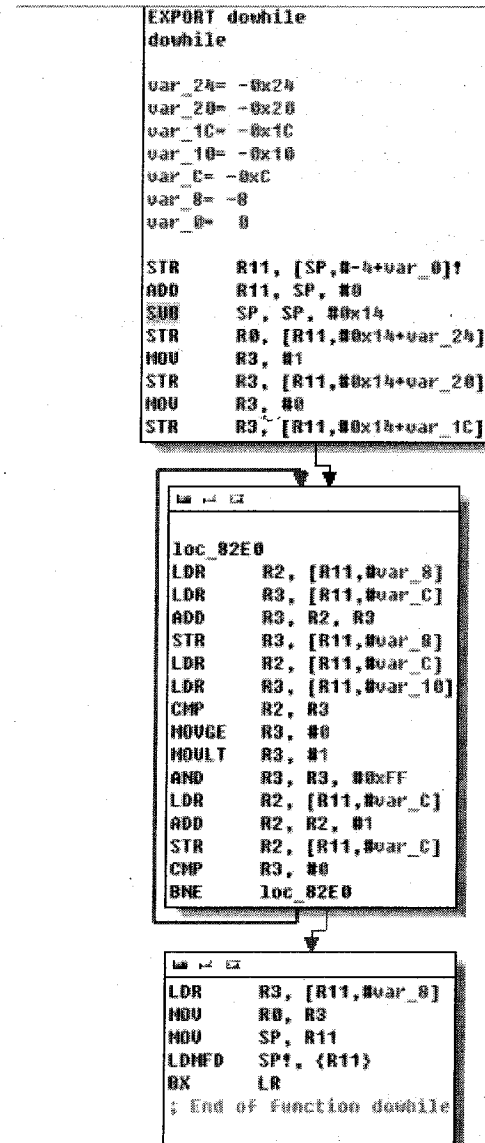 EXPORT dowhile
dowhile
var_24= -0x24
var_20= -0x20
var_1C= -0x1C
var_10= -0x10
var_C= -0xC
var_8= -8
var_0= 0
STR R11, [SP,#-4+var_0]!
ADD R11, SP, #0
SUB SP, SP, #0x14
STR R0, [R11,#0x14+var_24]
MOV R3, #1
STR R3, [R11,#0x14+var_20]
MOV R3, #0
STR R3, [R11,#0x14+var_1C]
loc_82E0
LDR R2, [R11,#var_8]
LDR R3, [R11,#var_C]
ADD R3, R2, R3
STR R3, [R11,#var_8]
LDR R2, [R11,#var_C]
LDR R3, [R11,#var_10]
CMP R2, R3
MOVGE R3, #0
MOVLT R3, #1
AND R3, R3, #0xFF
LDR R2, [R11,#var_C]
ADD R2, R2, #1
STR R2, [R11,#var_C]
CMP R3, #0
BNE loc_82E0
LDR R3, [R11,#var_8]
MOV R0, R3
MOV SP, R11
LDMFD SP!, {R11}
BX LR
; End of function dowhile